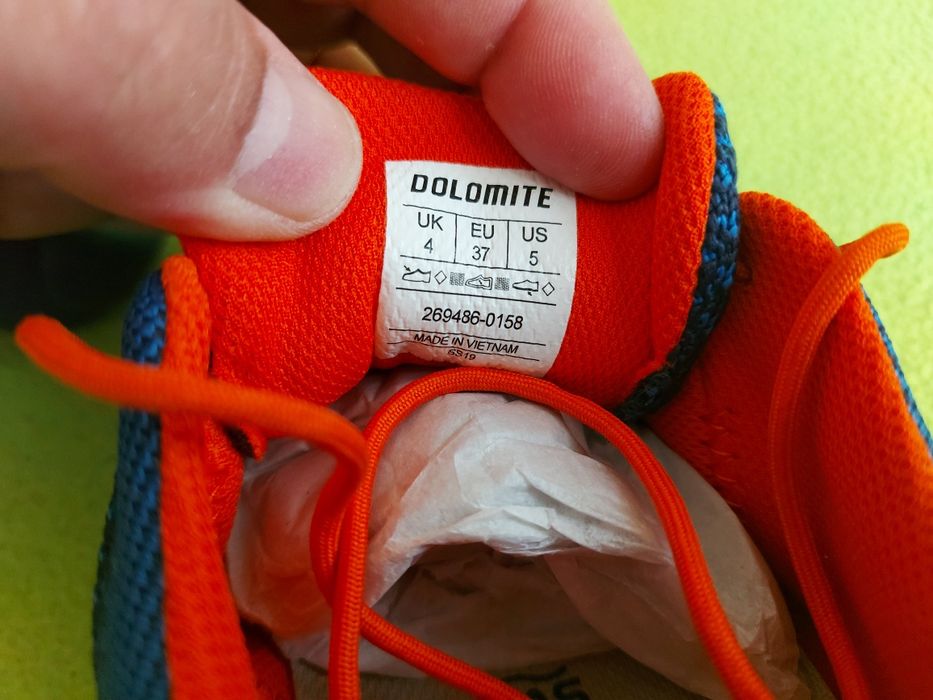 DOLOMITE
UK EU US
4 37 5
269486-0158
MADE IN VIETNAM
SS19